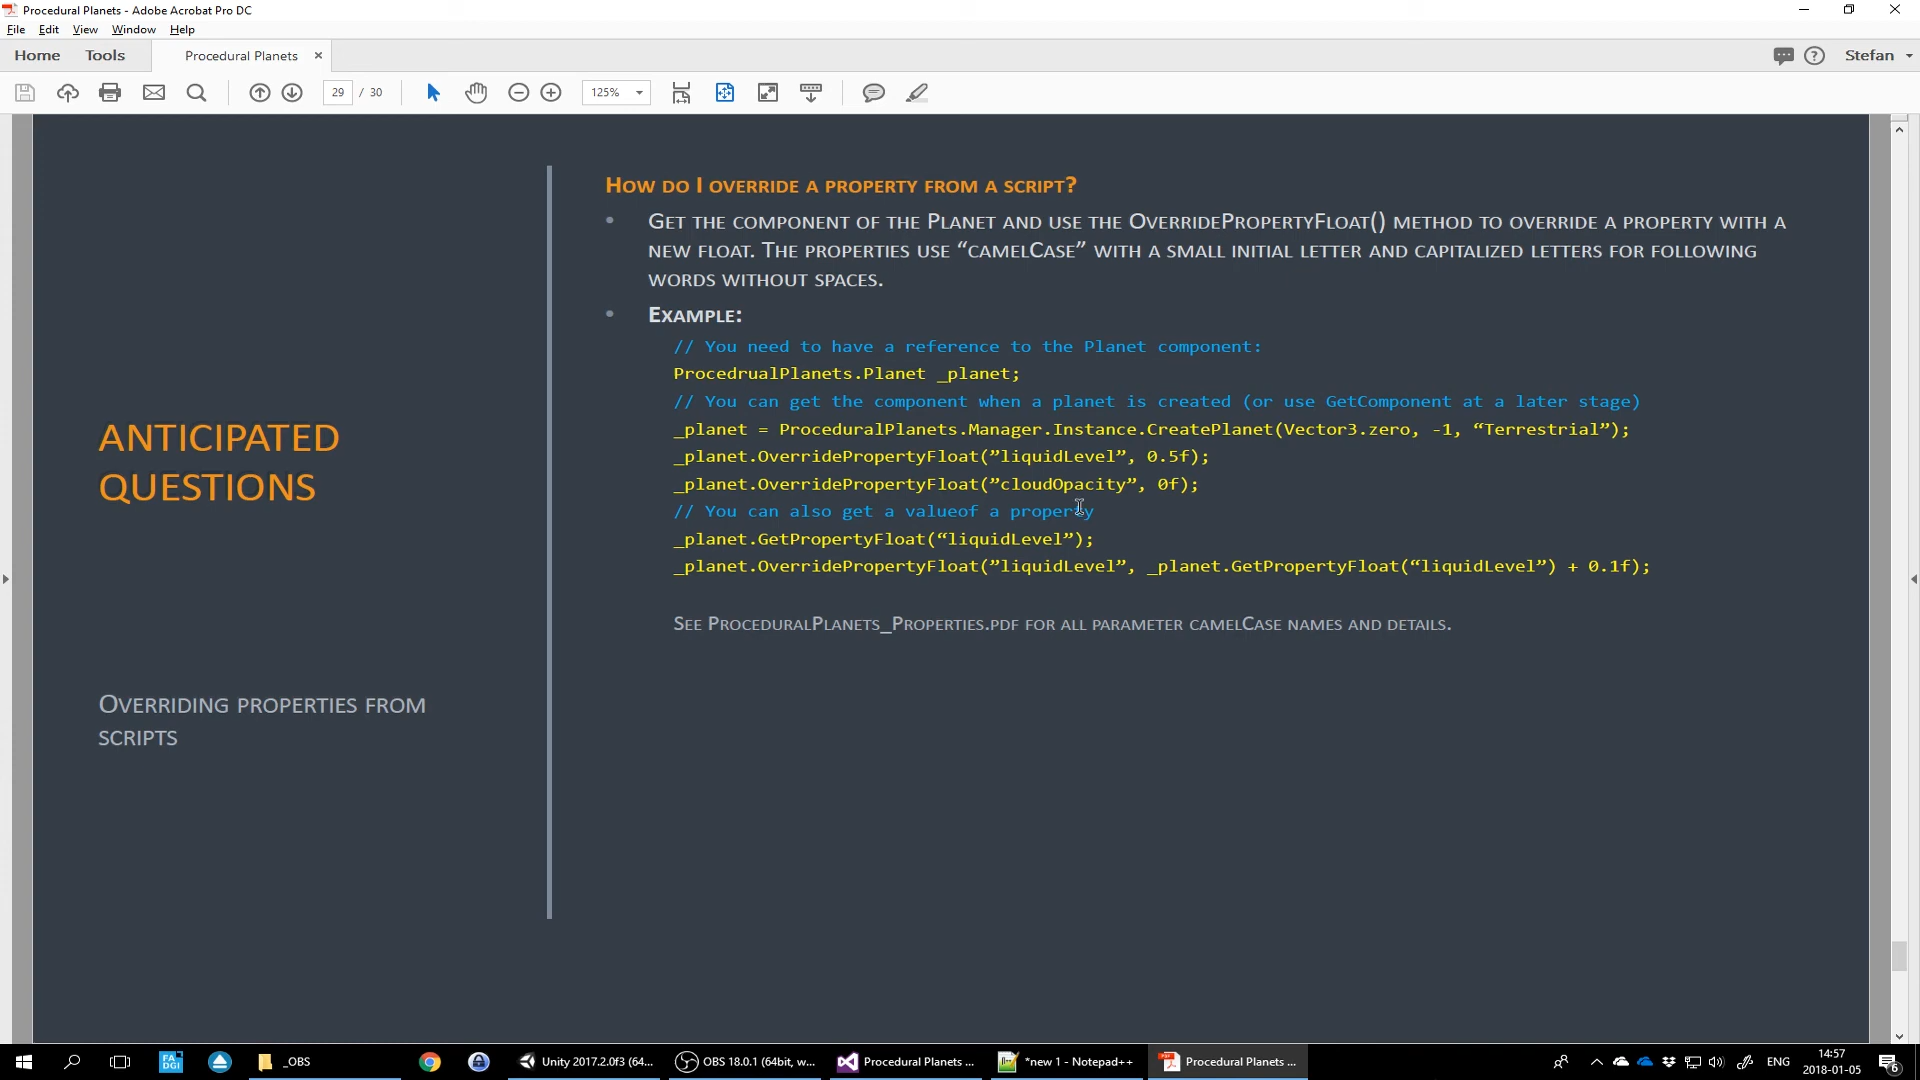 Procedural Planets - Adobe Acrobat Pro DC
File Edit View Window Help
Home Tools Procedural Planets × Stefan
29 / 30 125%
HOW DO I OVERRIDE A PROPERTY FROM A SCRIPT?
• GET THE COMPONENT OF THE PLANET AND USE THE OVERRIDEPROPERTYFLOAT() METHOD TO OVERRIDE A PROPERTY WITH A
NEW FLOAT. THE PROPERTIES USE “CAMELCASE” WITH A SMALL INITIAL LETTER AND CAPITALIZED LETTERS FOR FOLLOWING
WORDS WITHOUT SPACES.
• EXAMPLE:
// You need to have a reference to the Planet component:
ProcedrualPlanets.Planet _planet;
// You can get the component when a planet is created (or use GetComponent at a later stage)
_planet = ProceduralPlanets.Manager.Instance.CreatePlanet(Vector3.zero, -1, “Terrestrial”);
_planet.OverridePropertyFloat(”liquidLevel”, 0.5f);
_planet.OverridePropertyFloat(”cloudOpacity”, 0f);
// You can also get a valueof a property
_planet.GetPropertyFloat(“liquidLevel”);
_planet.OverridePropertyFloat(”liquidLevel”, _planet.GetPropertyFloat(“liquidLevel”) + 0.1f);
SEE PROCEDURALPLANETS_PROPERTIES.PDF FOR ALL PARAMETER CAMELCASE NAMES AND DETAILS.
ANTICIPATED
QUESTIONS
OVERRIDING PROPERTIES FROM
SCRIPTS
FA
DGI
_OBS
Unity 2017.2.0f3 (64...
OBS 18.0.1 (64bit, w...
Procedural Planets ...
*new 1 - Notepad++
Procedural Planets ...
ENG
14:57
2018-01-05
6